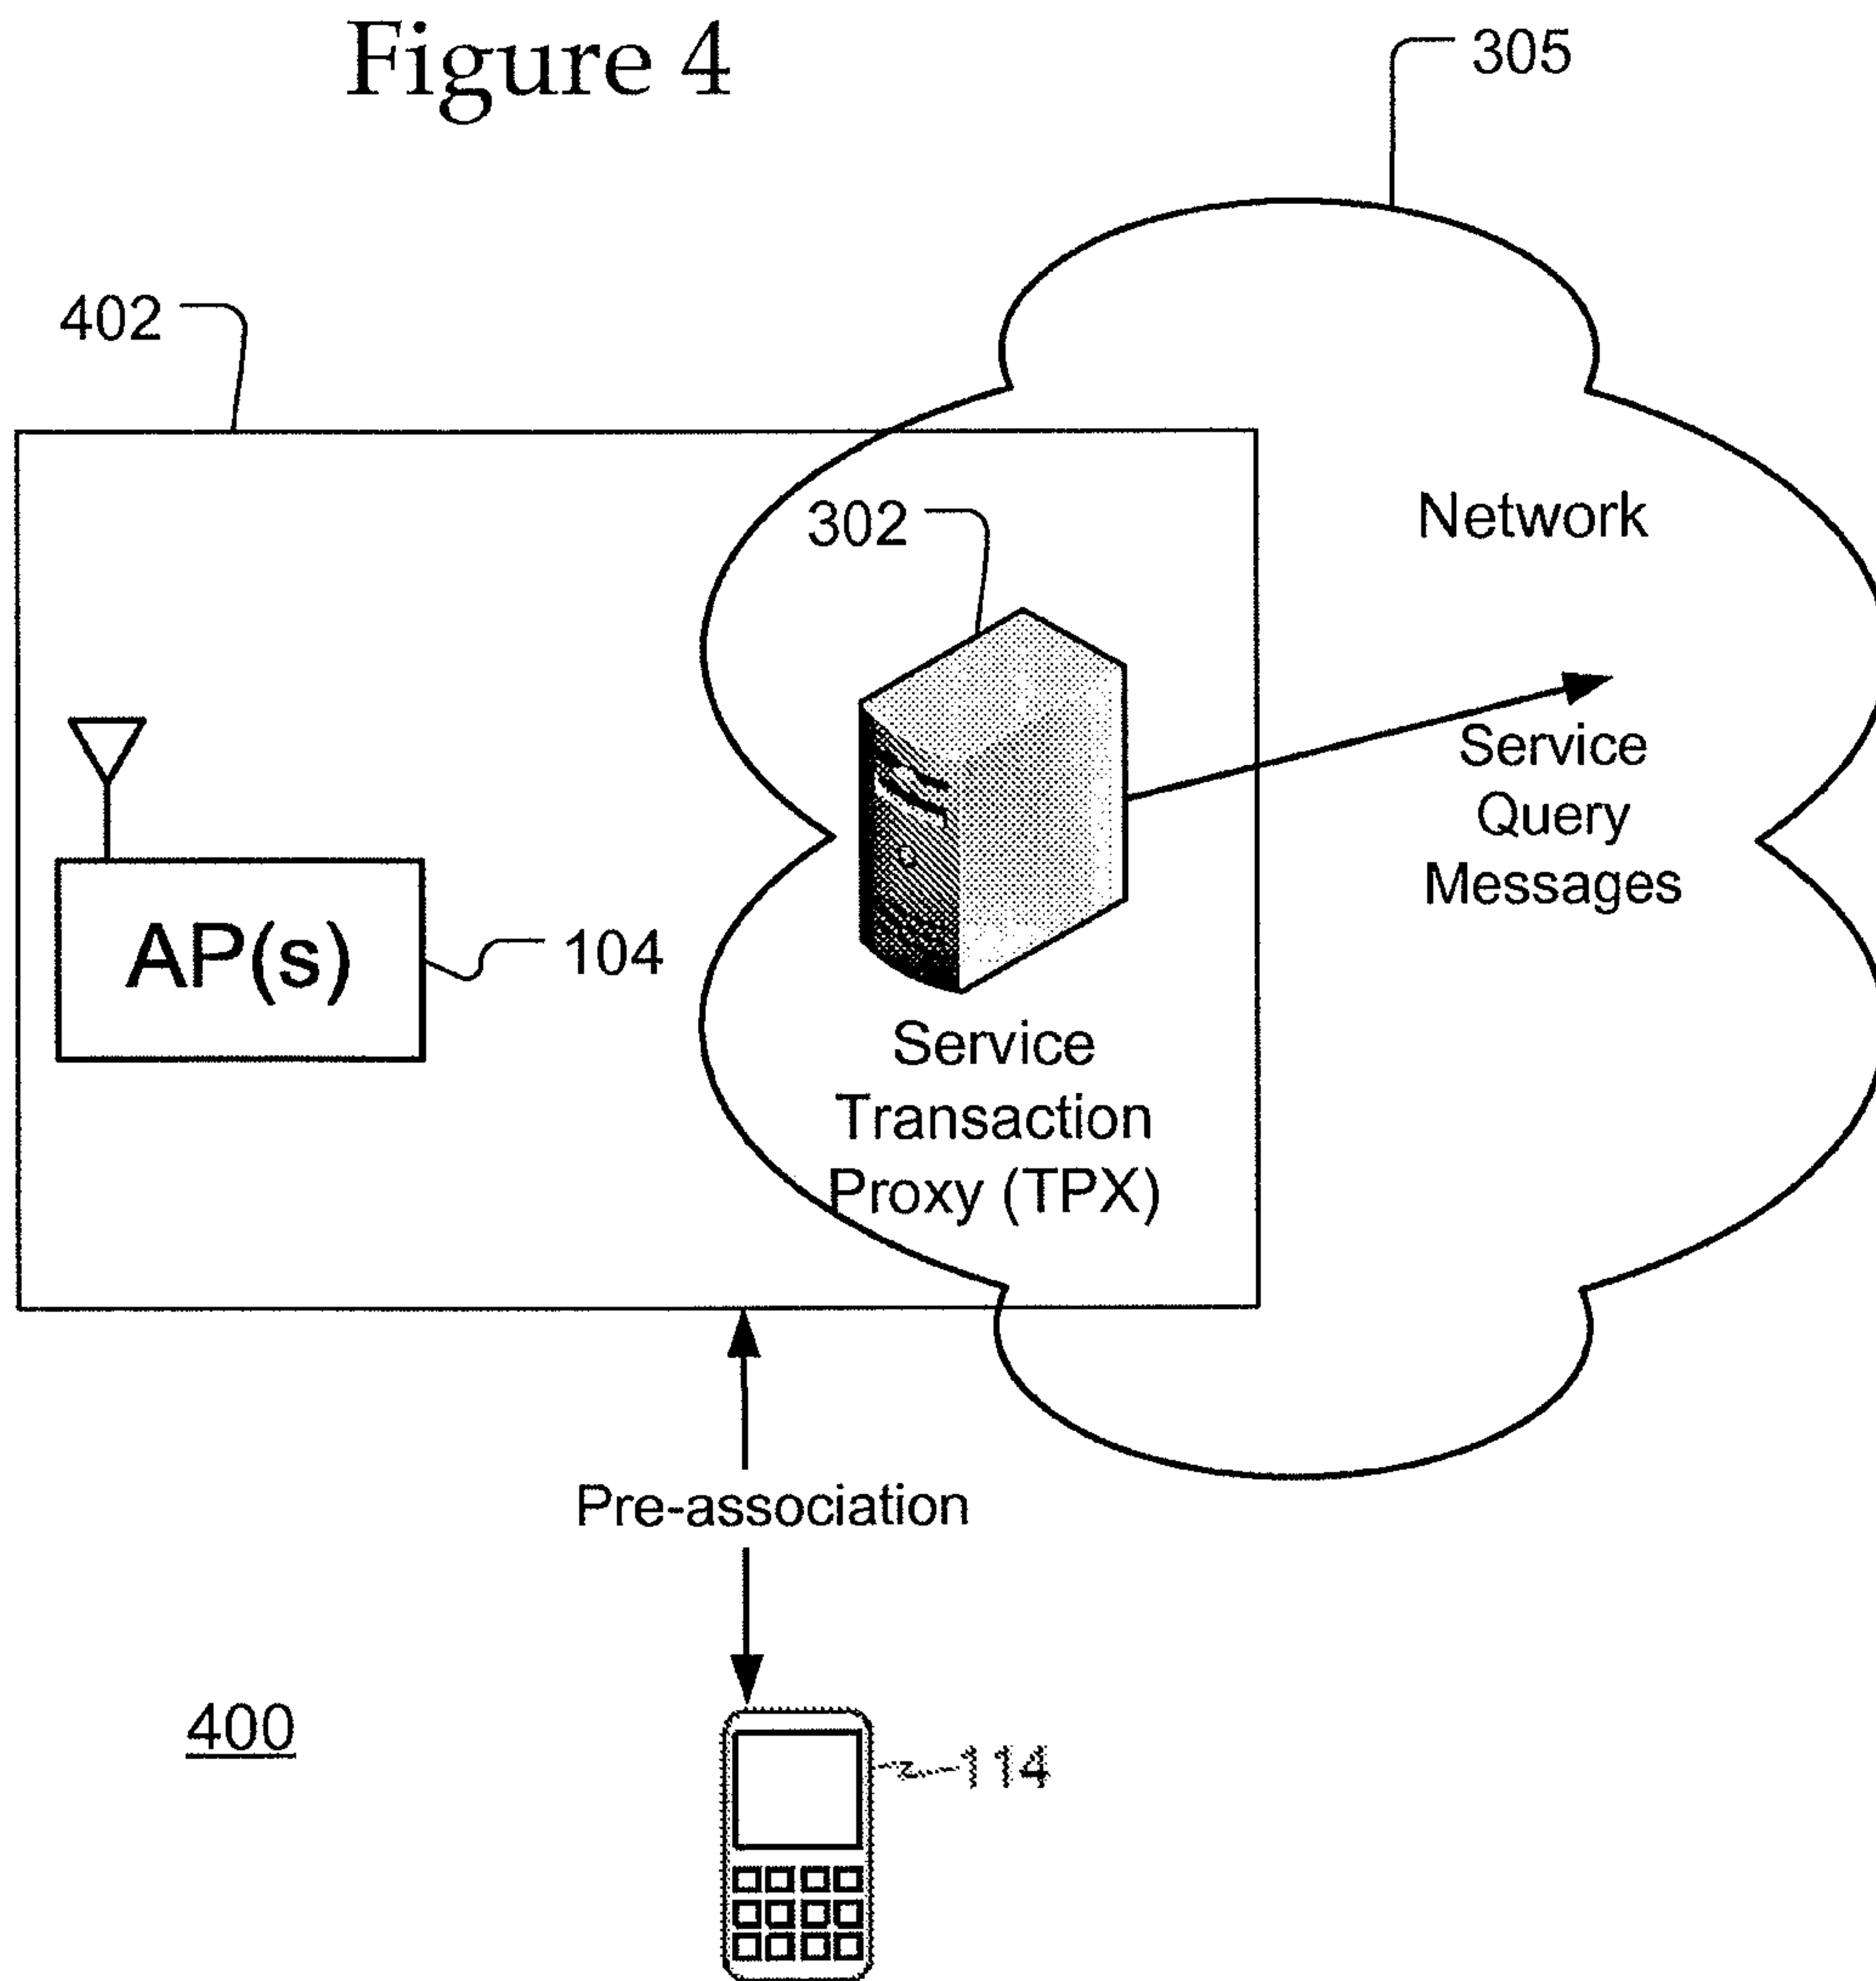 Figure 4
305
402
302
Network
Service
Query
Messages
AP(s)
104
Service
Transaction
Proxy (TPX)
Pre-association
400
114